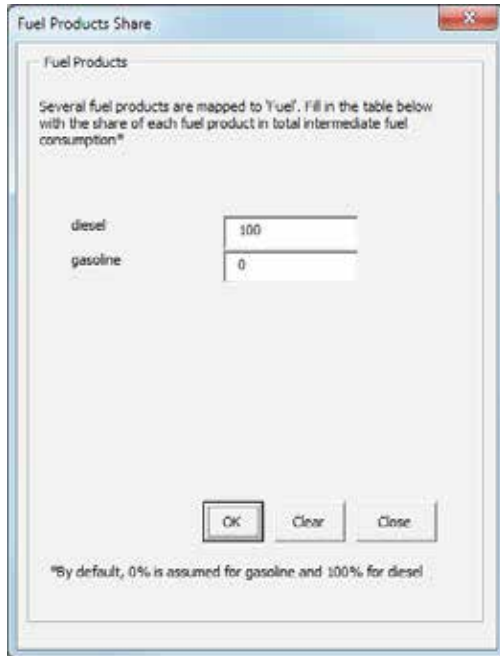 Fuel Products Share
Fuel Products
Several fuel products are mapped to 'Fuel'. Fill in the table below
with the share of each fuel product in total intermediate fuel
consumption*
diesel 100
gasoline 0
OK Clear Close
*By default, 0% is assumed for gasoline and 100% for diesel